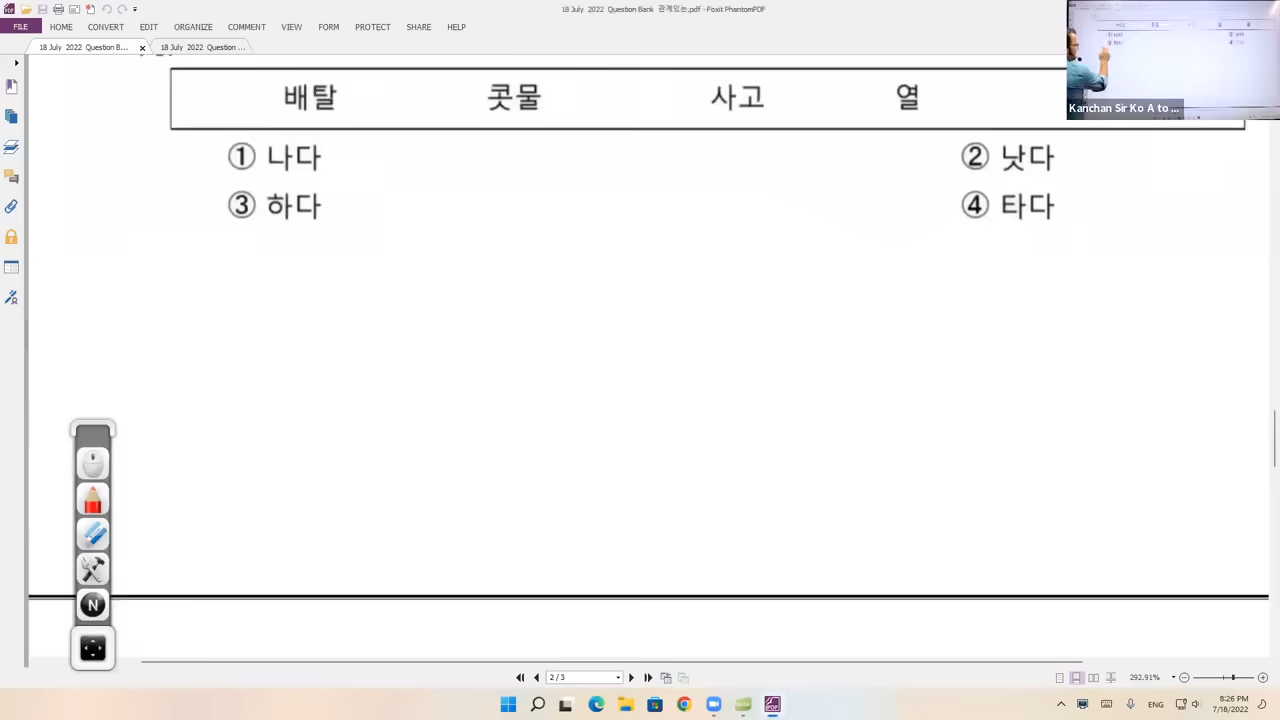 18 July 2022 Question Bank 관계있는.pdf - Foxit PhantomPDF
FILE HOME CONVERT EDIT ORGANIZE COMMENT VIEW FORM PROTECT SHARE HELP
18 July 2022 Question B... 18 July 2022 Question ...
Kanchan Sir Ko A to ...
배탈 콧물 사고 열
① 나다 ② 낫다
③ 하다 ④ 타다
N
2 / 3 292.91%
ENG 8:26 PM
7/18/2022